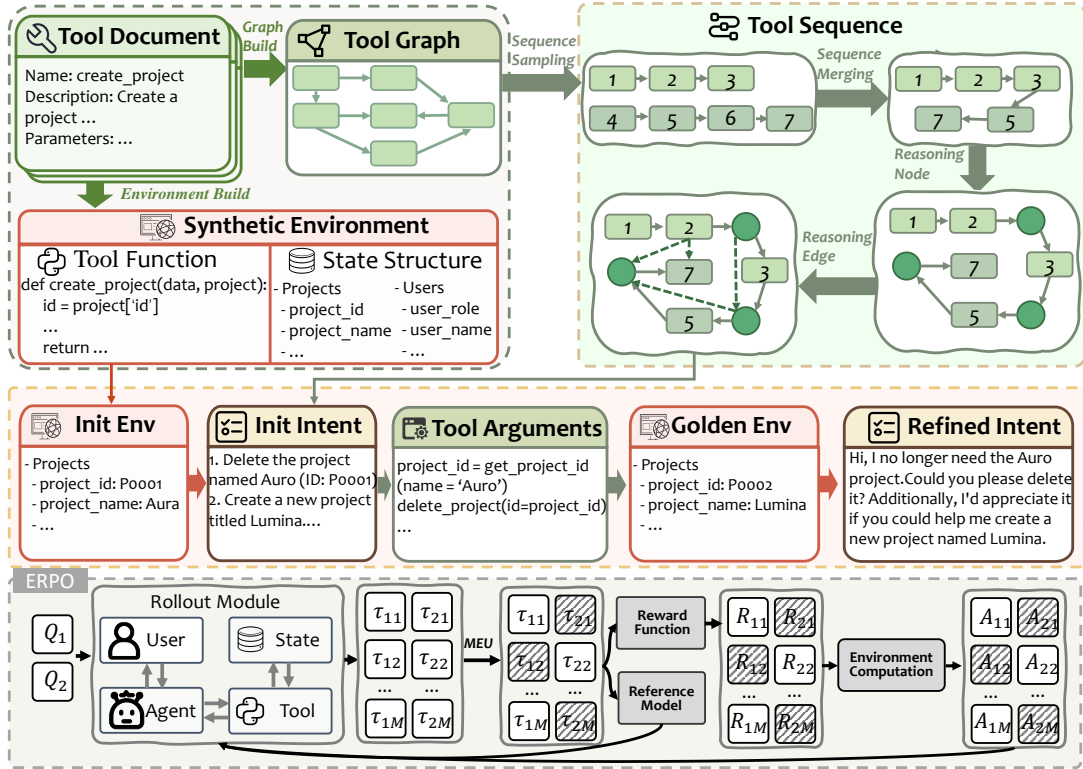 Tool Document
Name: create_project
Description: Create a
project ...
Parameters: ...
Graph
Build
Tool Graph
Sequence
Sampling
Environment Build
Synthetic Environment
Tool Function
def create_project(data, project):
id = project['id']
...
return ...
State Structure
- Projects
- project_id
- project_name
- ...
- Users
- user_role
- user_name
- ...
Tool Sequence
1 2 3
4 5 6 7
Sequence
Merging
1 2 3
7 5
Reasoning
Node
1 2
7 3
5
Reasoning
Edge
1 2
7 3
5
Init Env
- Projects
- project_id: P0001
- project_name: Aura
- ...
Init Intent
1. Delete the project
named Auro (ID: P0001)
2. Create a new project
titled Lumina....
Tool Arguments
project_id = get_project_id
(name = 'Auro')
delete_project(id=project_id)
...
Golden Env
- Projects
- project_id: P0002
- project_name: Lumina
- ...
Refined Intent
Hi, I no longer need the Auro
project.Could you please delete
it? Additionally, I'd appreciate it
if you could help me create a
new project named Lumina.
ERPO
Q1
Q2
Rollout Module
User
State
Agent
Tool
τ11 τ21
τ12 τ22
... ...
τ1M τ2M
MEU
τ11 τ21
τ12 τ22
... ...
τ1M τ2M
Reward
Function
Reference
Model
R11 R21
R12 R22
... ...
R1M R2M
Environment
Computation
A11 A21
A12 A22
... ...
A1M A2M